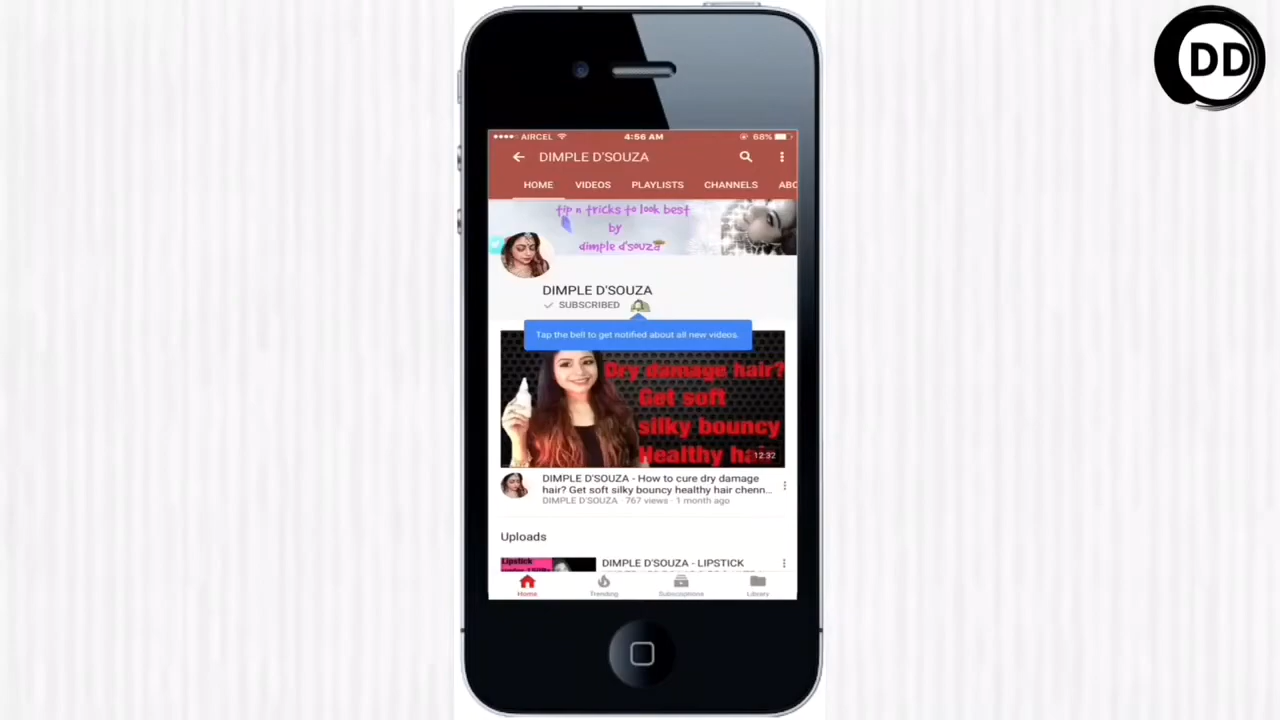 DD
AIRCEL 4:56 AM 68%
DIMPLE D'SOUZA
HOME VIDEOS PLAYLISTS CHANNELS ABO
tip n tricks to look best
by
dimple d'souza
DIMPLE D'SOUZA
SUBSCRIBED
Tap the bell to get notified about all new videos.
Dry damage hair?
Get soft
silky bouncy
Healthy hair
12:32
DIMPLE D'SOUZA - How to cure dry damage
hair? Get soft silky bouncy healthy hair chenn...
DIMPLE D'SOUZA · 767 views · 1 month ago
Uploads
Lipstick
DIMPLE D'SOUZA - LIPSTICK
Home Trending Subscriptions Library